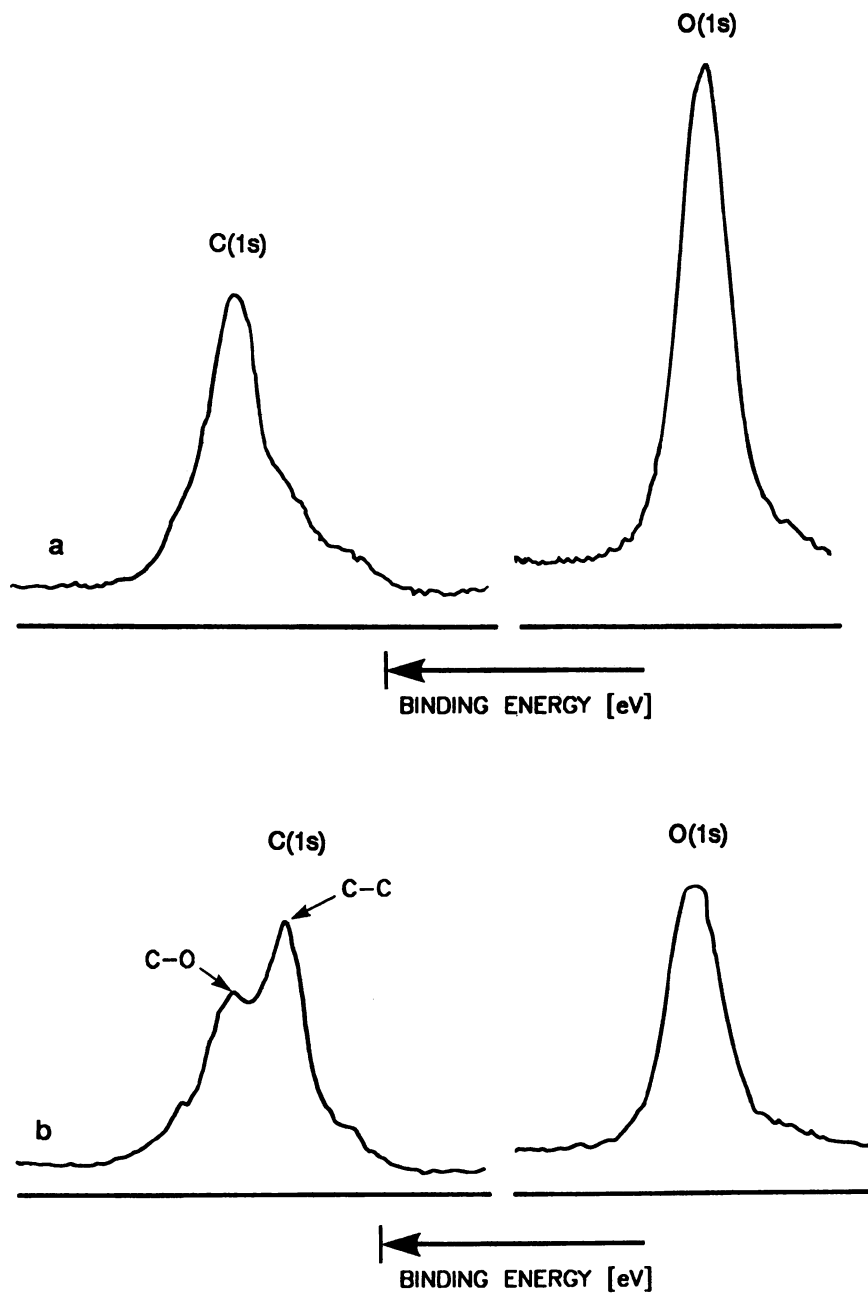 O(1s)
C(1s)
a
BINDING ENERGY [eV]
C(1s)
O(1s)
C-C
C-O
b
BINDING ENERGY [eV]